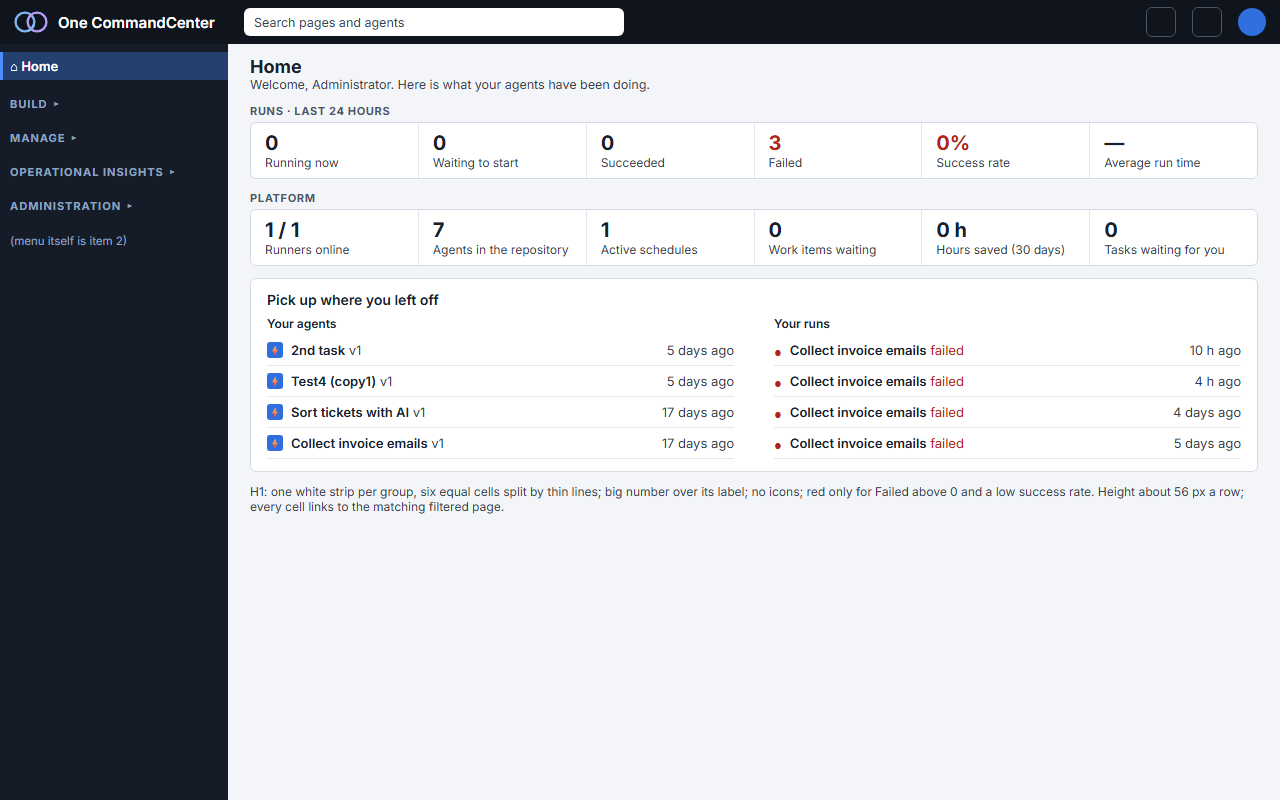 One CommandCenter
Search pages and agents
Home
BUILD
MANAGE
OPERATIONAL INSIGHTS
ADMINISTRATION
(menu itself is item 2)
Home
Welcome, Administrator. Here is what your agents have been doing.
RUNS · LAST 24 HOURS
0
Running now
0
Waiting to start
0
Succeeded
3
Failed
0%
Success rate
—
Average run time
PLATFORM
1 / 1
Runners online
7
Agents in the repository
1
Active schedules
0
Work items waiting
0 h
Hours saved (30 days)
0
Tasks waiting for you
Pick up where you left off
Your agents
2nd task v1 5 days ago
Test4 (copy1) v1 5 days ago
Sort tickets with AI v1 17 days ago
Collect invoice emails v1 17 days ago
Your runs
Collect invoice emails failed 10 h ago
Collect invoice emails failed 4 h ago
Collect invoice emails failed 4 days ago
Collect invoice emails failed 5 days ago
H1: one white strip per group, six equal cells split by thin lines; big number over its label; no icons; red only for Failed above 0 and a low success rate. Height about 56 px a row;
every cell links to the matching filtered page.